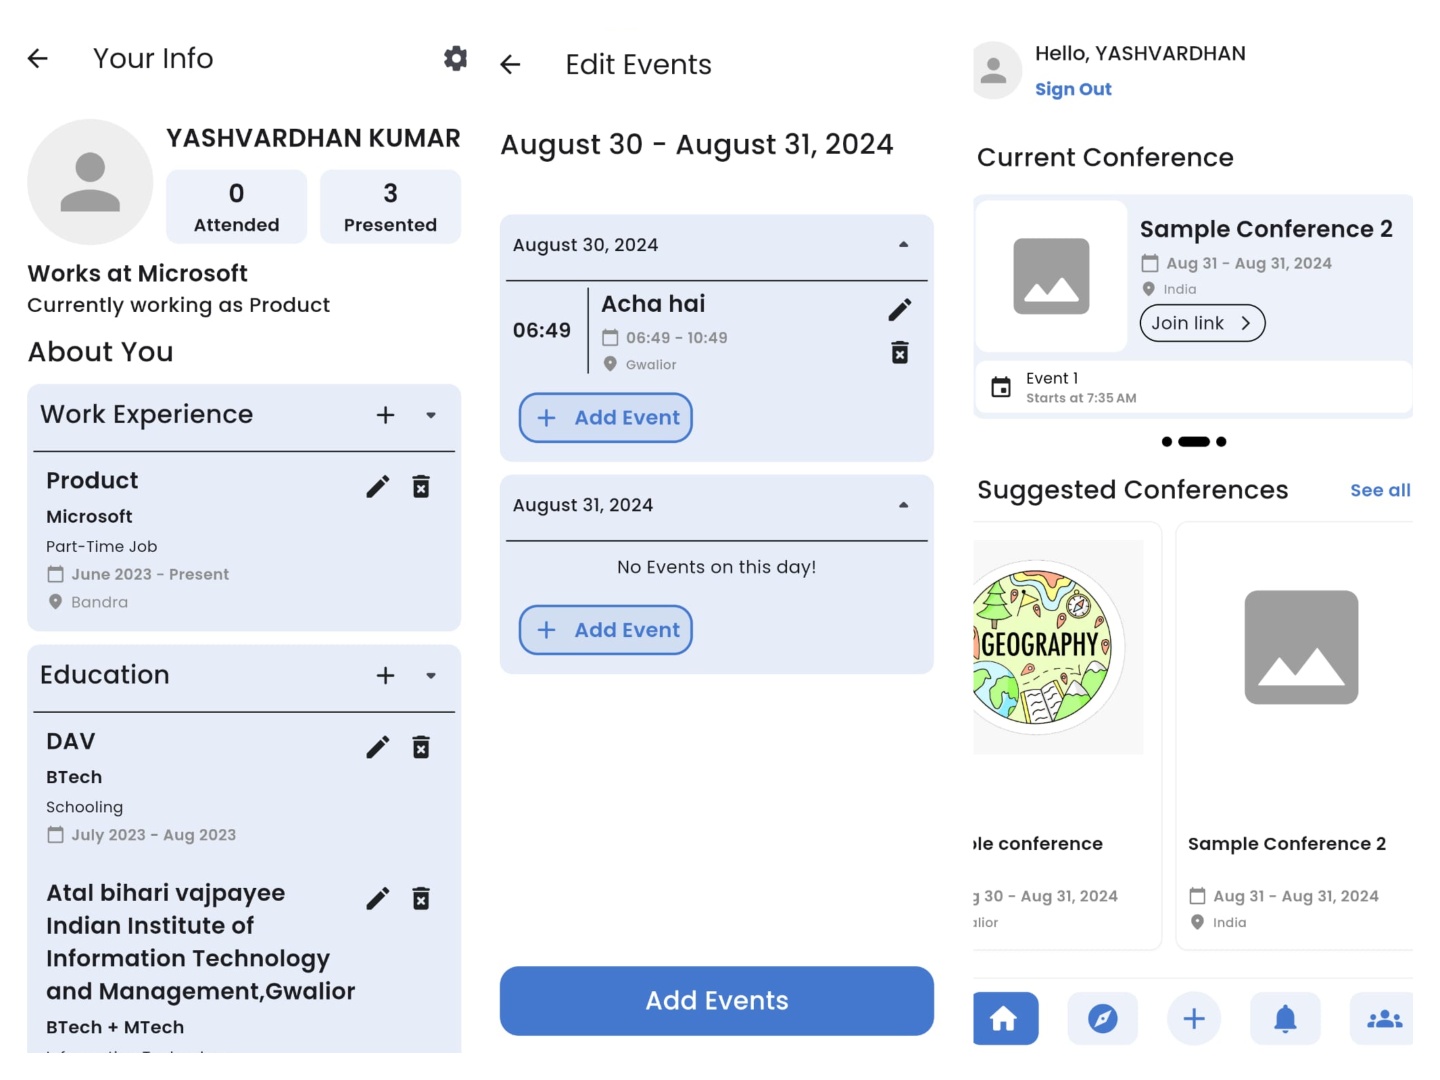 Your Info
YASHVARDHAN KUMAR
0
Attended
3
Presented
Works at Microsoft
Currently working as Product
About You
Work Experience
Product
Microsoft
Part-Time Job
June 2023 - Present
Bandra
Education
DAV
BTech
Schooling
July 2023 - Aug 2023
Atal bihari vajpayee
Indian Institute of
Information Technology
and Management,Gwalior
BTech + MTech
Edit Events
August 30 - August 31, 2024
August 30, 2024
06:49
Acha hai
06:49 - 10:49
Gwalior
Add Event
August 31, 2024
No Events on this day!
Add Event
Add Events
Hello, YASHVARDHAN
Sign Out
Current Conference
Sample Conference 2
Aug 31 - Aug 31, 2024
India
Join link
Event 1
Starts at 7:35 AM
Suggested Conferences
See all
GEOGRAPHY
conference
30 - Aug 31, 2024
Sample Conference 2
Aug 31 - Aug 31, 2024
India